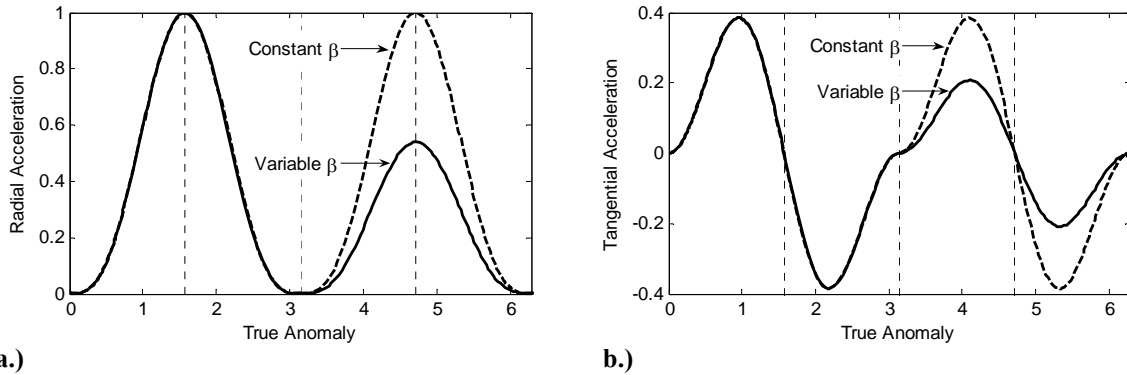 Radial Acceleration
1
0.8
0.6
0.4
0.2
0
Constant β
Variable β
0 1 2 3 4 5 6
True Anomaly
a.)
Tangential Acceleration
0.4
0.2
0
-0.2
-0.4
Constant β
Variable β
0 1 2 3 4 5 6
True Anomaly
b.)